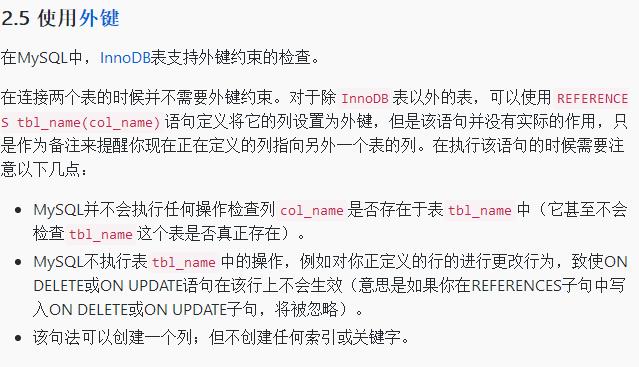 2.5 使用外键
在MySQL中，InnoDB表支持外键约束的检查。
在连接两个表的时候并不需要外键约束。对于除 InnoDB 表以外的表，可以使用 REFERENCE
S tbl_name(col_name) 语句定义将它的列设置为外键，但是该语句并没有实际的作用，只
是作为备注来提醒你现在正在定义的列指向另外一个表的列。在执行该语句的时候需要注
意以下几点：
• MySQL并不会执行任何操作检查列 col_name 是否存在于表 tbl_name 中（它甚至不会
检查 tbl_name 这个表是否真正存在）。
• MySQL不执行表 tbl_name 中的操作，例如对你正定义的行的进行更改行为，致使ON
DELETE或ON UPDATE语句在该行上不会生效（意思是如果你在REFERENCES子句中写
入ON DELETE或ON UPDATE子句，将被忽略）。
• 该句法可以创建一个列；但不创建任何索引或关键字。